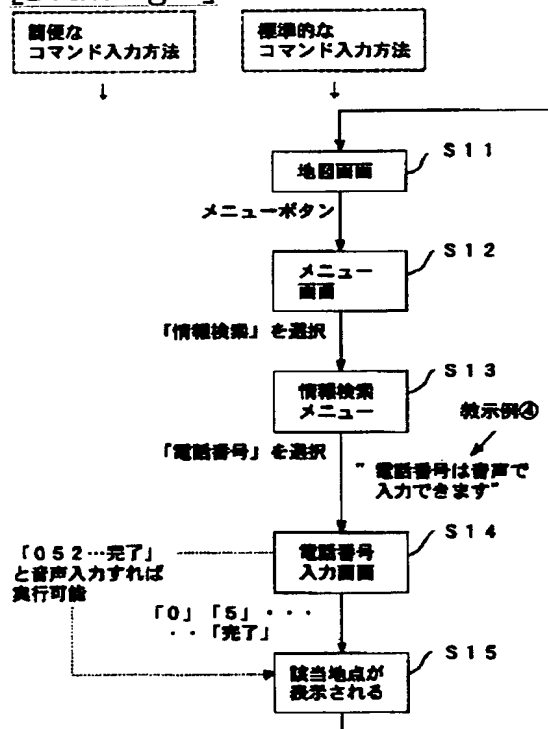 簡便な
コマンド入力方法
標準的な
コマンド入力方法
↓
↓
S11
地図画面
メニューボタン
S12
メニュー
画面
「情報検索」を選択
S13
情報検索
メニュー
教示例④
「電話番号」を選択
"電話番号は音声で
入力できます"
S14
電話番号
入力画面
「052…完了」
と音声入力すれば
実行可能
「0」「5」・・・
・・「完了」
S15
該当地点が
表示される